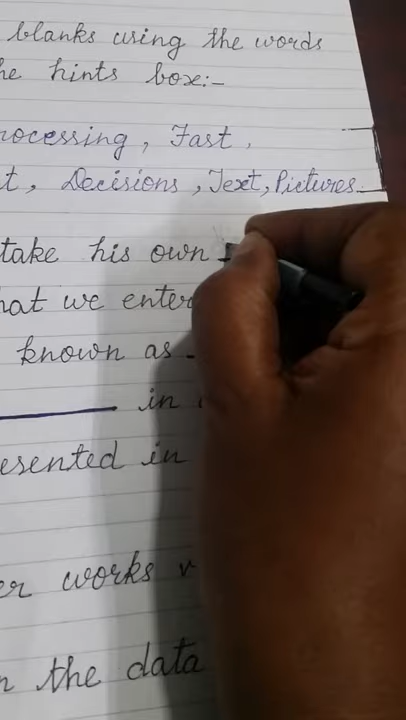 blanks using the words
he hints box:-
rocessing, Fast,
t, Decisions, Text, Pictures.
take his own
hat we enter
known as
in
esented in
er works
n the data